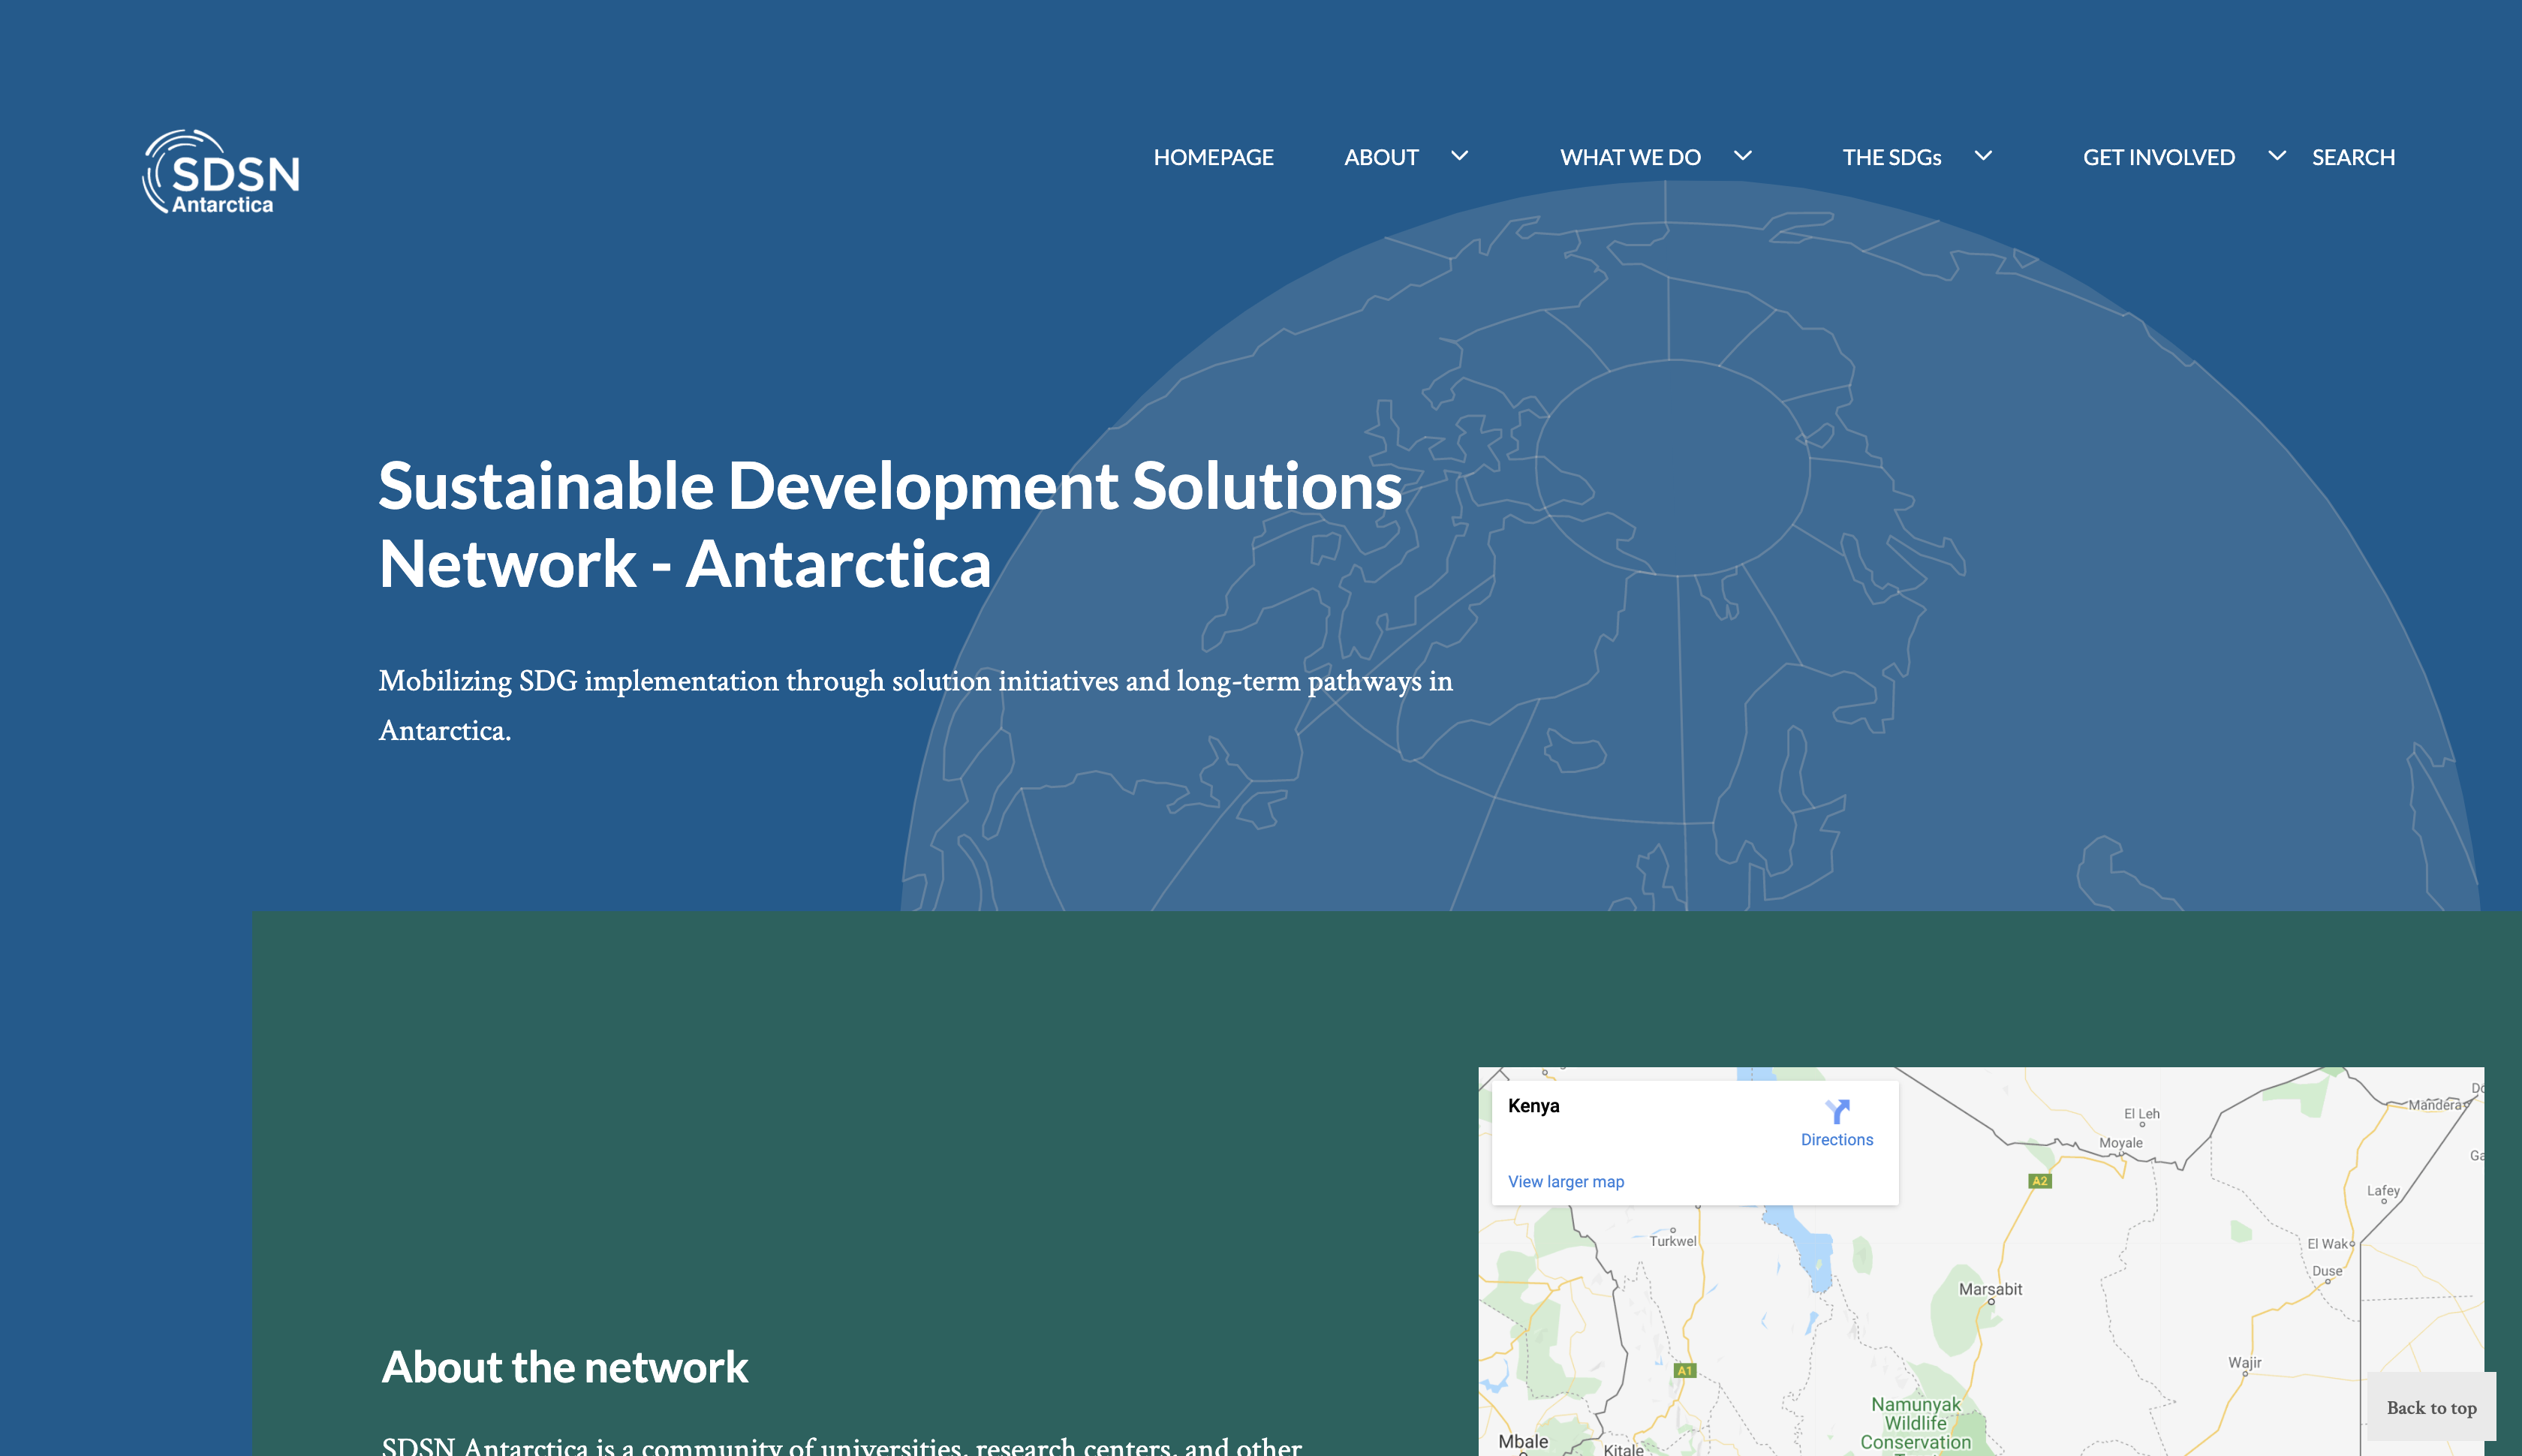 SDSN
Antarctica
HOMEPAGE
ABOUT
WHAT WE DO
THE SDGs
GET INVOLVED
SEARCH
Sustainable Development Solutions
Network - Antarctica
Mobilizing SDG implementation through solution initiatives and long-term pathways in
Antarctica.
Kenya
Directions
View larger map
El Leh
Mandera
Moyale
A2
Lafey
Turkwel
El Wak
Duse
Marsabit
A1
Wajir
Namunyak
Wildlife
Conservation
Mbale
Kitale
Back to top
About the network
SDSN Antarctica is a community of universities, research centers, and other